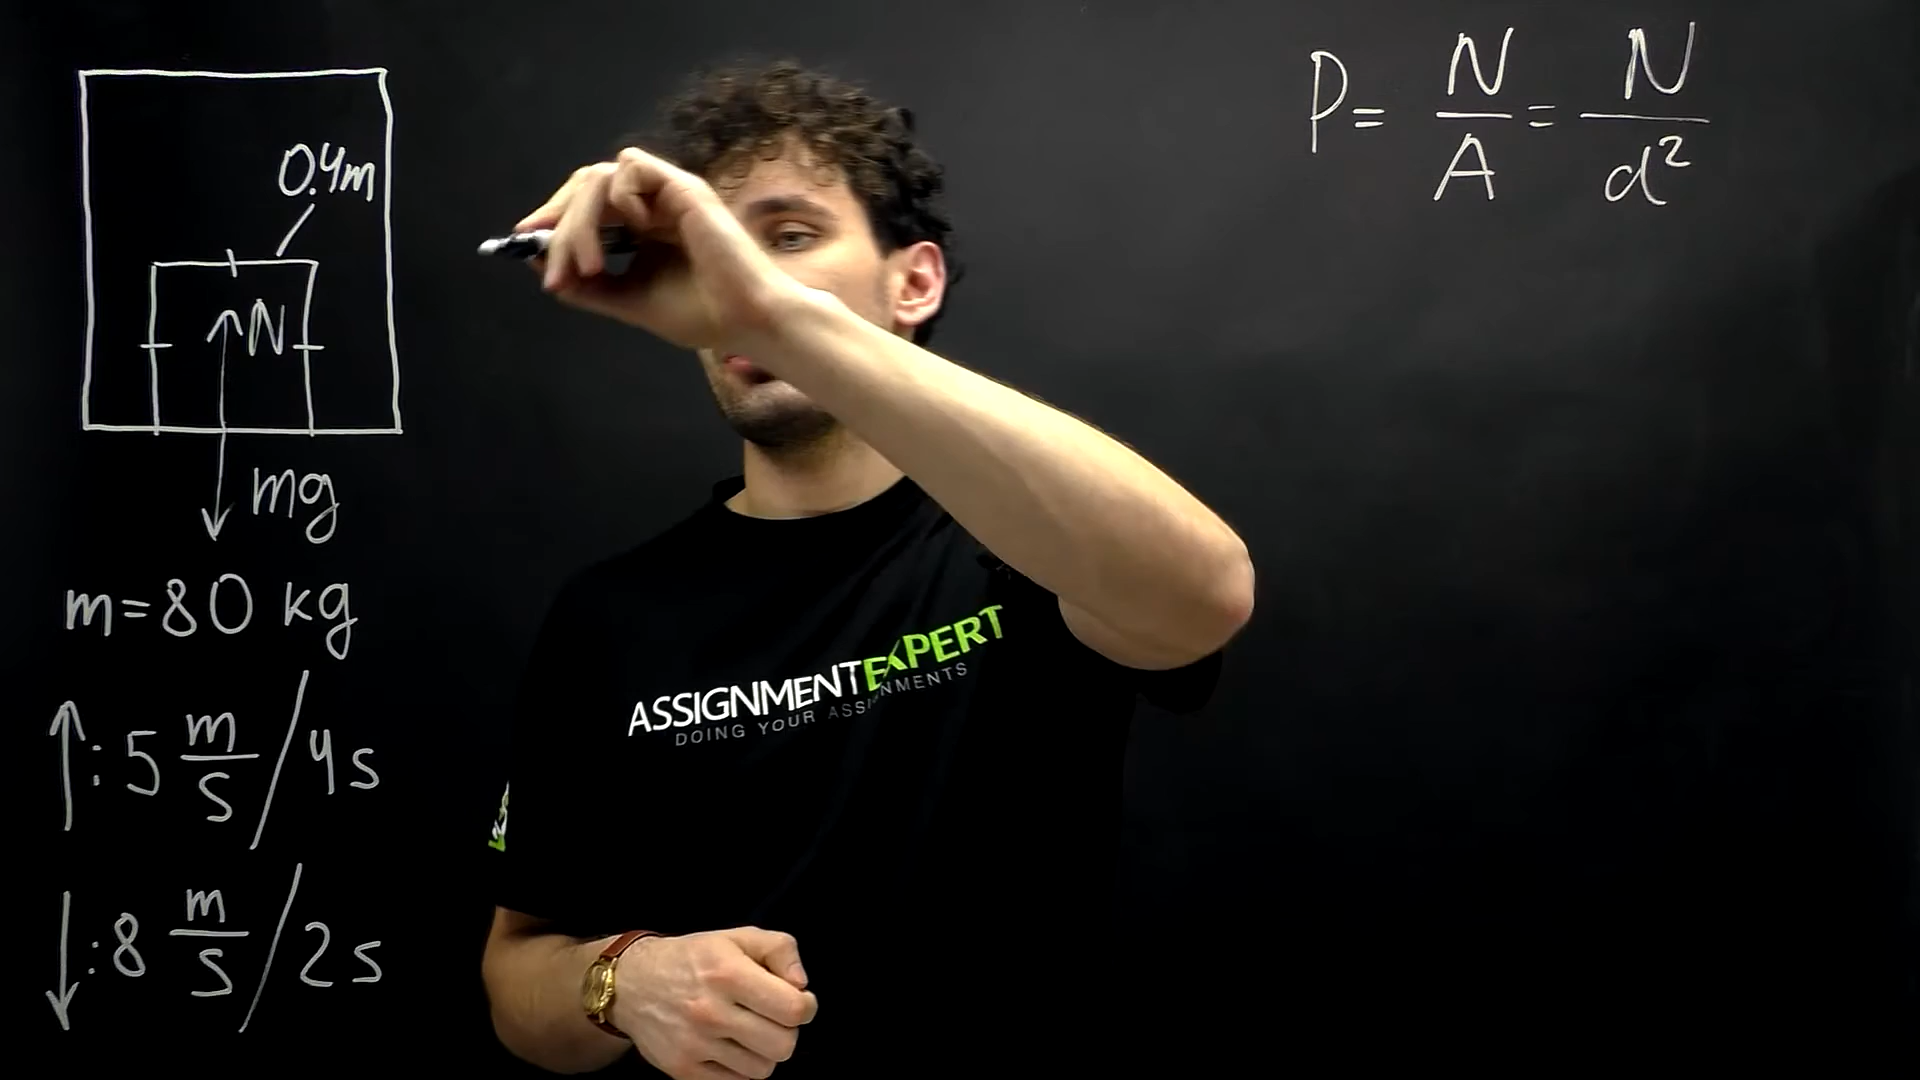 0.4m
N
mg
m=80 kg
↑: 5 m/s / 4s
↓: 8 m/s / 2s
P= N/A = N/d²
ASSIGNMENTEXPERT
DOING YOUR ASSIGNMENTS